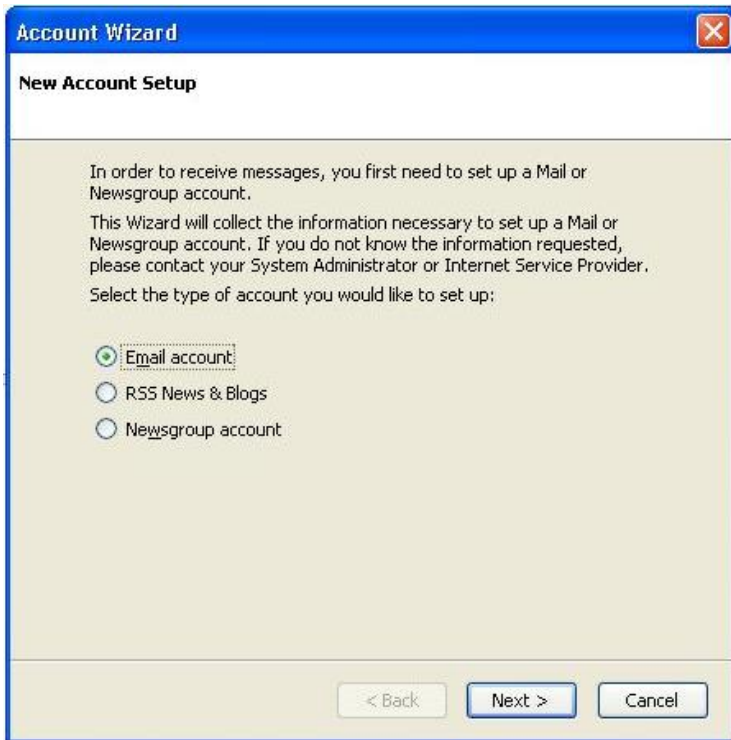 Account Wizard
New Account Setup
In order to receive messages, you first need to set up a Mail or
Newsgroup account.
This Wizard will collect the information necessary to set up a Mail or
Newsgroup account. If you do not know the information requested,
please contact your System Administrator or Internet Service Provider.
Select the type of account you would like to set up:
Email account
RSS News & Blogs
Newsgroup account
< Back
Next >
Cancel